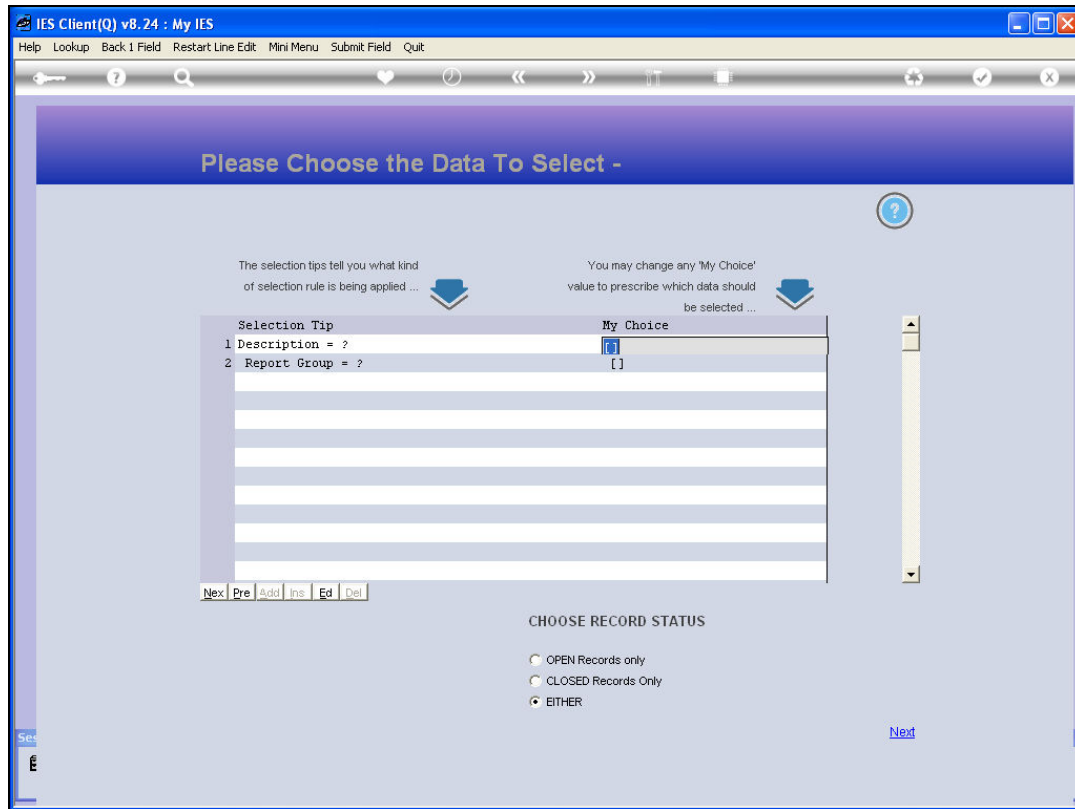 IES Client(Q) v8.24 : My IES
Help Lookup Back 1 Field Restart Line Edit Mini Menu Submit Field Quit
Please Choose the Data To Select -
The selection tips tell you what kind
of selection rule is being applied ...
You may change any 'My Choice'
value to prescribe which data should
be selected ...
Selection Tip My Choice
1 Description = ? []
2 Report Group = ? []
Nex Pre Add Ins Ed Del
CHOOSE RECORD STATUS
OPEN Records only
CLOSED Records Only
EITHER
Next
Ses